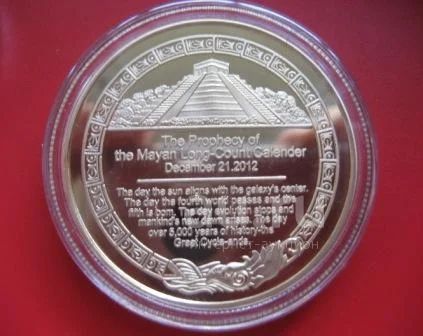 The Prophecy of
the Mayan Long-Count Calender
December 21.2012
The day the sun aligns with the galaxy's center.
The day the fourth world passes and the
fifth is born. The day evolution stops and
mankind's new dawn arises. The day
over 5,000 years of history-the
Great Cycle-ends